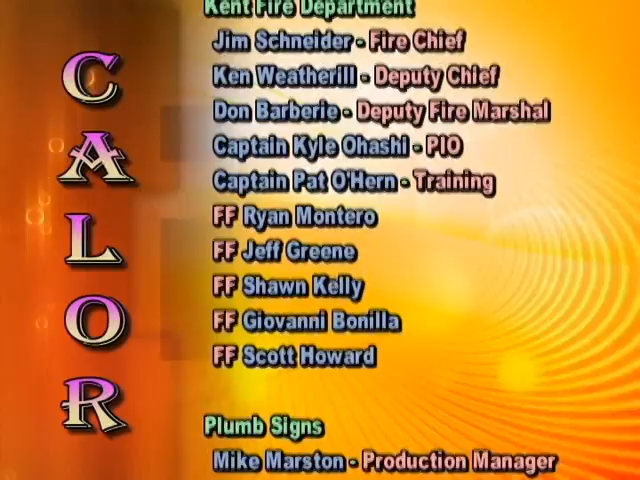 CALOR
Kent Fire Department
Jim Schneider - Fire Chief
Ken Weatherill - Deputy Chief
Don Barberie - Deputy Fire Marshal
Captain Kyle Ohashi - PIO
Captain Pat O'Hern - Training
FF Ryan Montero
FF Jeff Greene
FF Shawn Kelly
FF Giovanni Bonilla
FF Scott Howard
Plumb Signs
Mike Marston - Production Manager